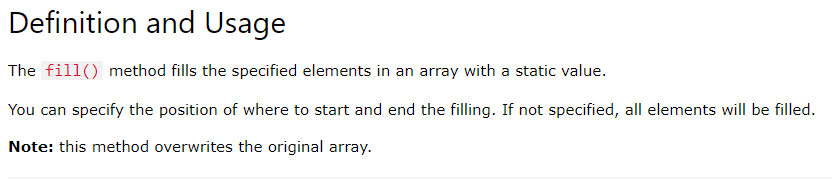 Definition and Usage
The fill() method fills the specified elements in an array with a static value.
You can specify the position of where to start and end the filling. If not specified, all elements will be filled.
Note: this method overwrites the original array.